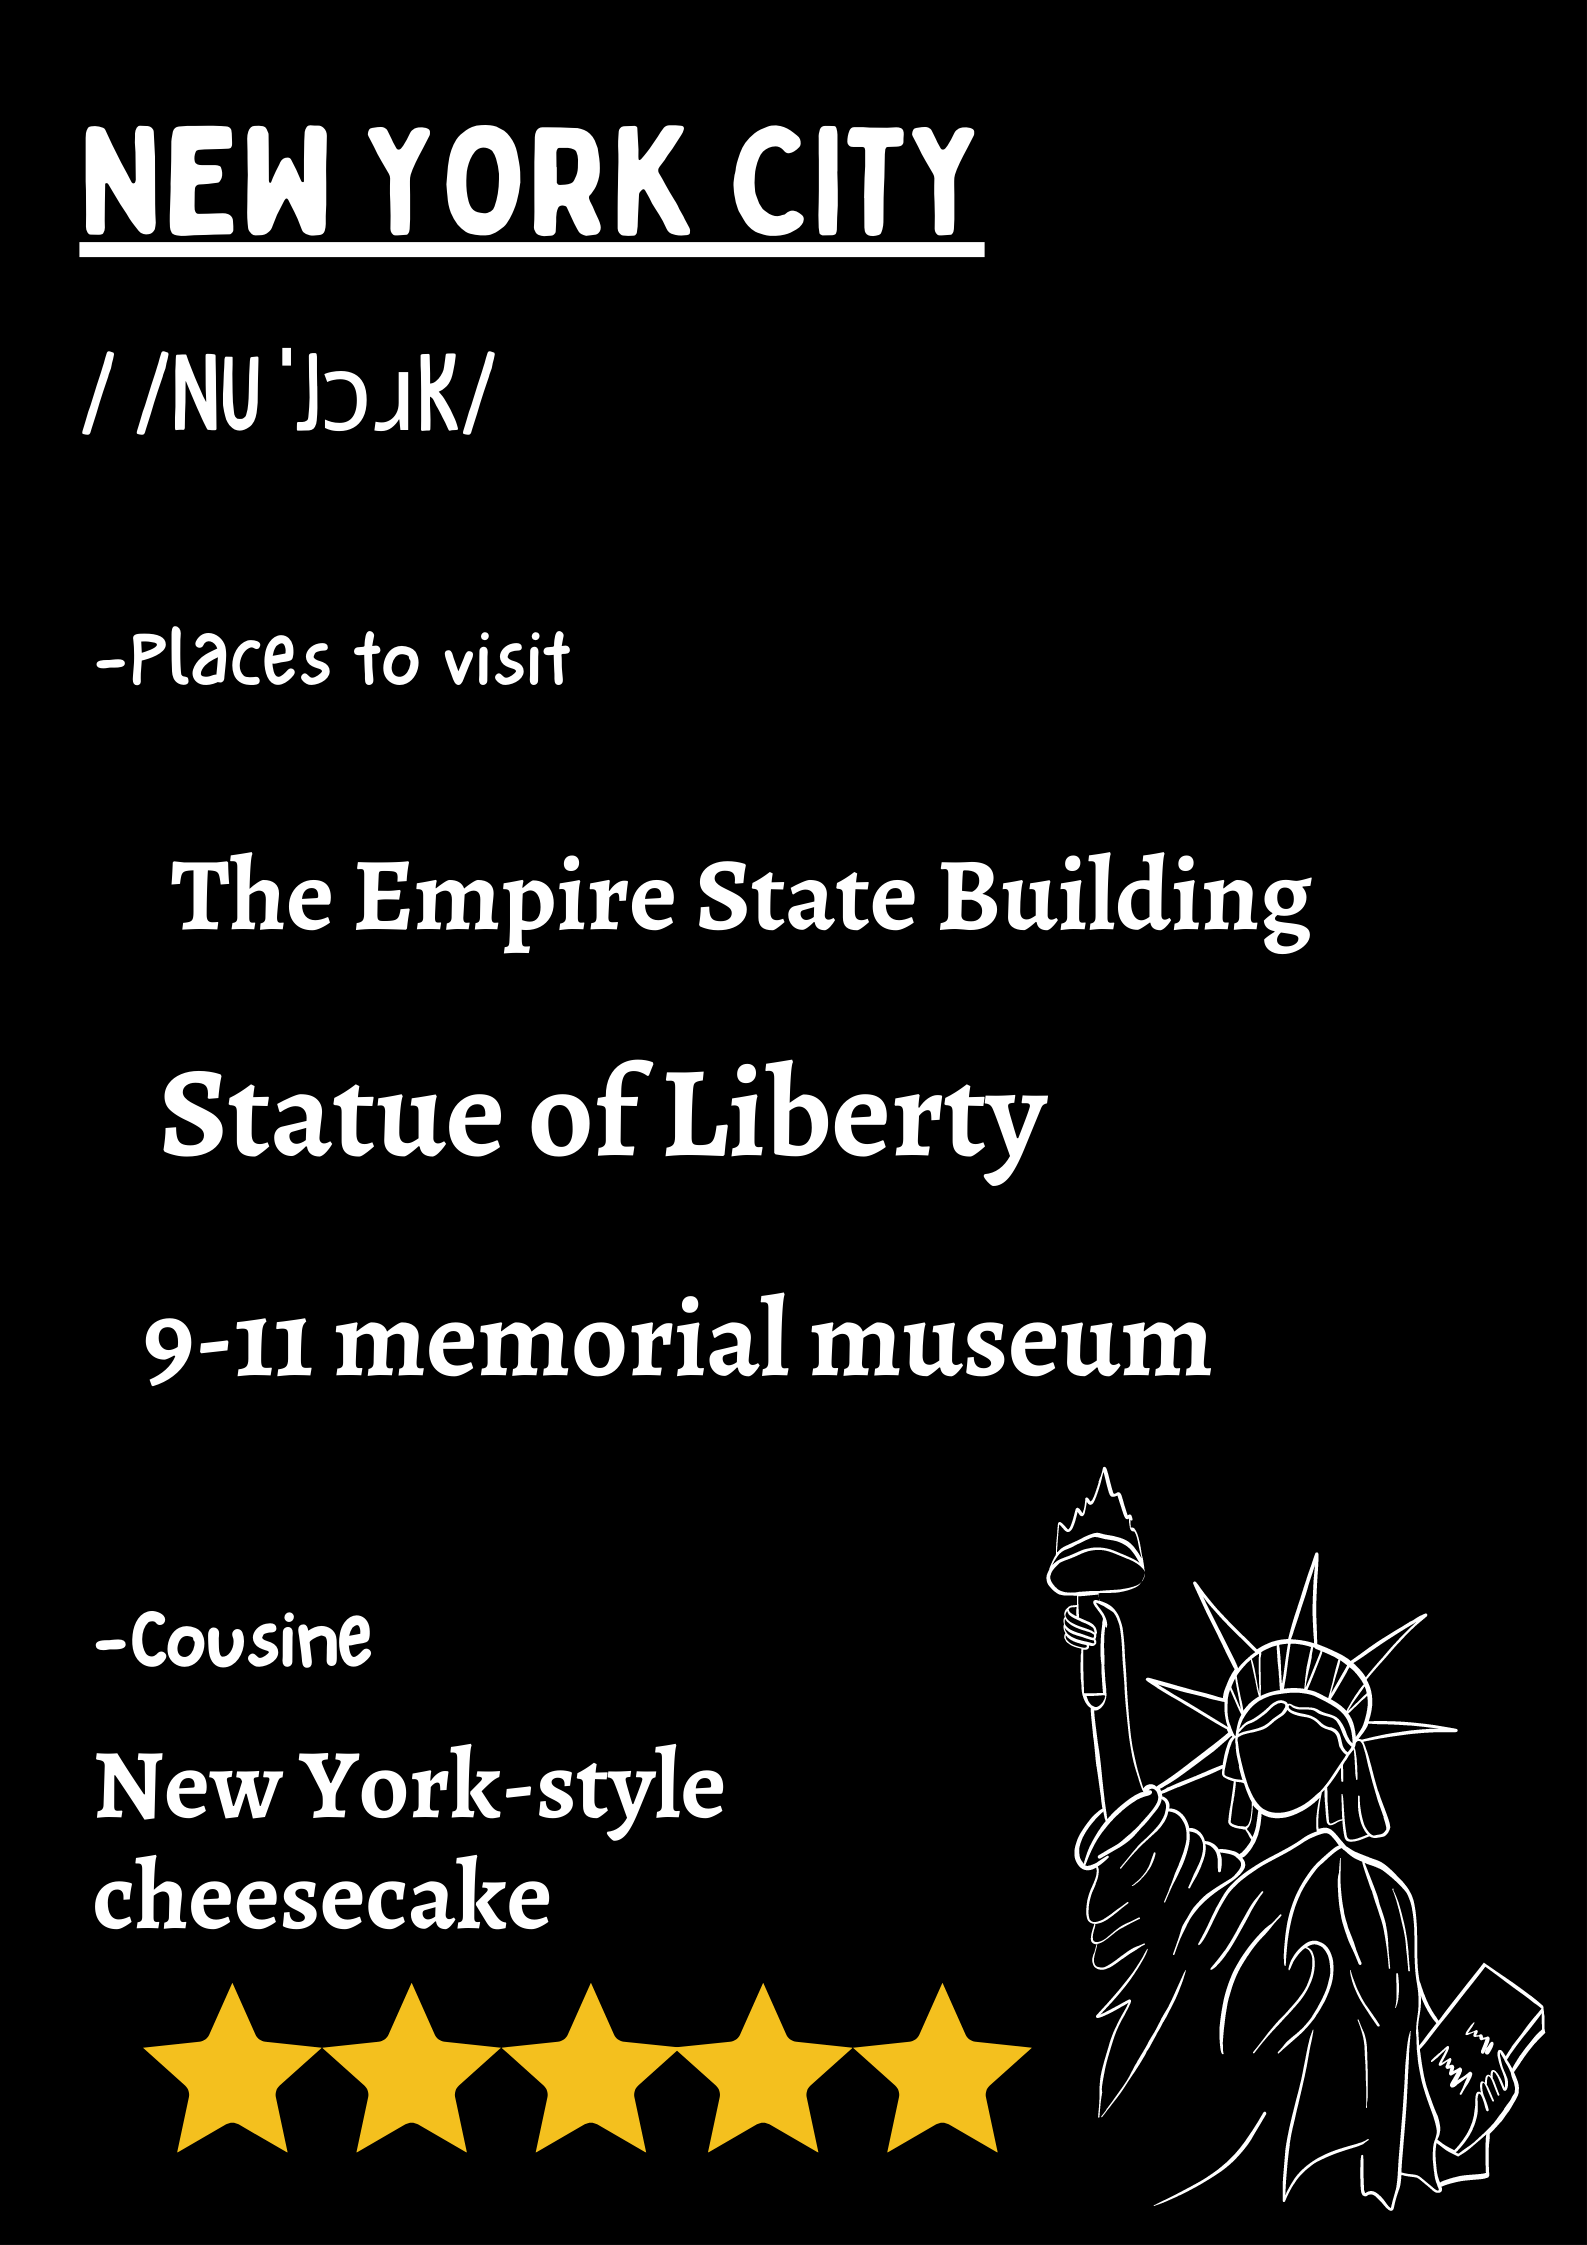 NEW YORK CITY
/ /NU ˈJɔɹK/
-Places to visit
The Empire State Building
Statue of Liberty
9-11 memorial museum
-Cousine
New York-style
cheesecake